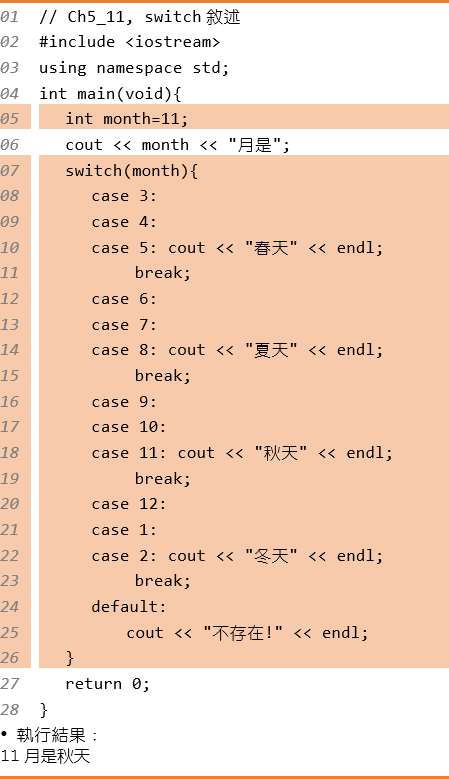 01 // Ch5_11, switch 敘述
02 #include <iostream>
03 using namespace std;
04 int main(void){
05 int month=11;
06 cout << month << "月是";
07 switch(month){
08 case 3:
09 case 4:
10 case 5: cout << "春天" << endl;
11 break;
12 case 6:
13 case 7:
14 case 8: cout << "夏天" << endl;
15 break;
16 case 9:
17 case 10:
18 case 11: cout << "秋天" << endl;
19 break;
20 case 12:
21 case 1:
22 case 2: cout << "冬天" << endl;
23 break;
24 default:
25 cout << "不存在!" << endl;
26 }
27 return 0;
28 }
• 執行結果：
11 月是秋天